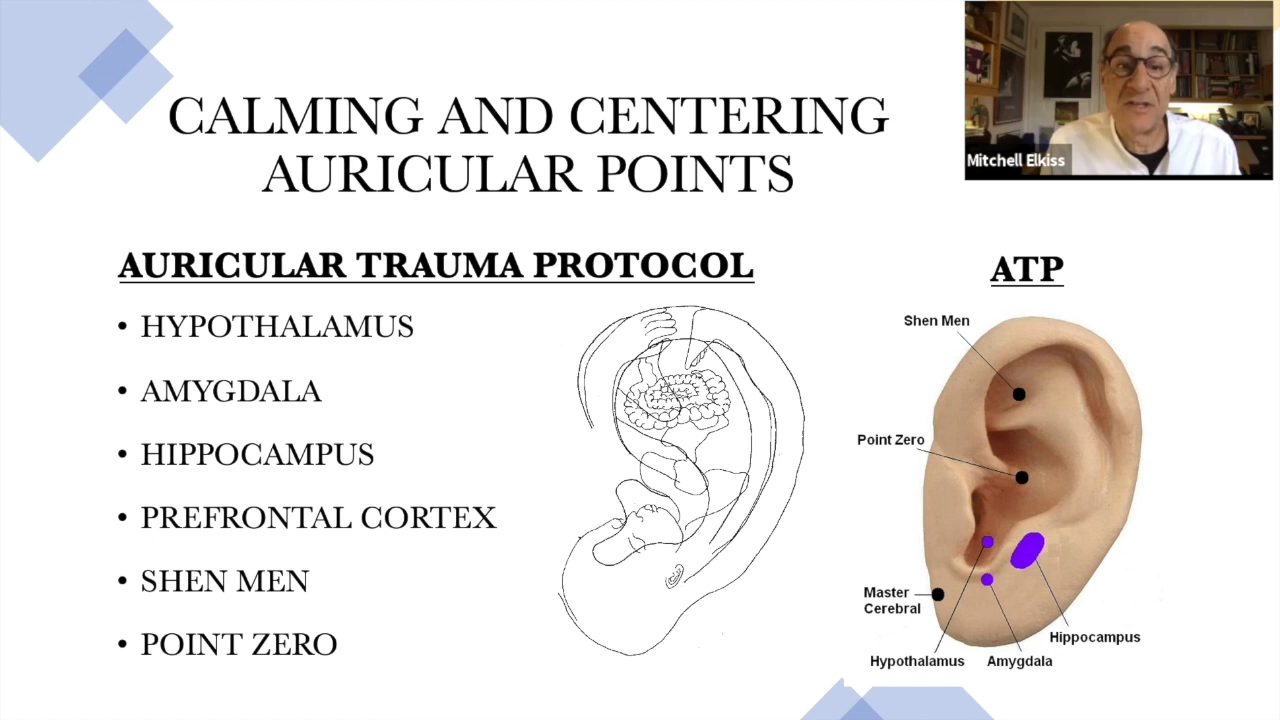 CALMING AND CENTERING
AURICULAR POINTS
Mitchell Elkiss
AURICULAR TRAUMA PROTOCOL
• HYPOTHALAMUS
• AMYGDALA
• HIPPOCAMPUS
• PREFRONTAL CORTEX
• SHEN MEN
• POINT ZERO
ATP
Shen Men
Point Zero
Master
Cerebral
Hippocampus
Hypothalamus
Amygdala